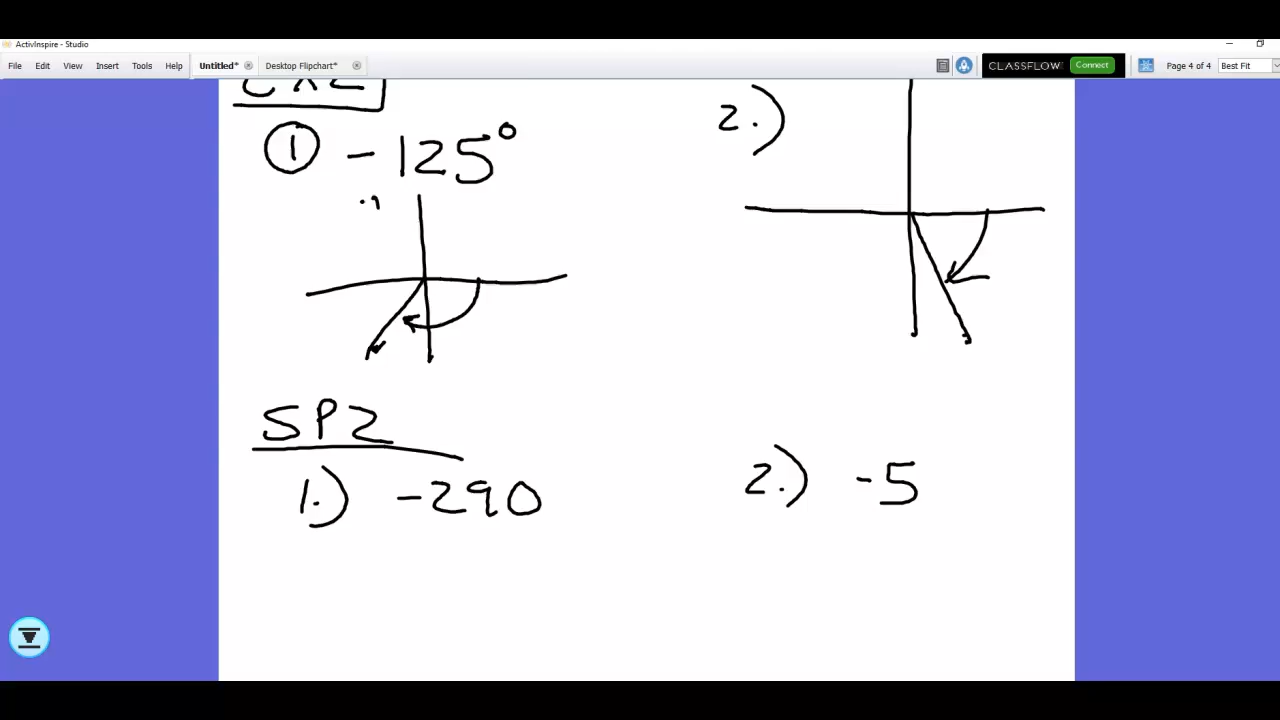 ActivInspire - Studio
File Edit View Insert Tools Help Untitled* Desktop Flipchart* CLASSFLOW Connect Page 4 of 4 Best Fit
① -125°
2.)
SP2
1.) -290
2.) -5